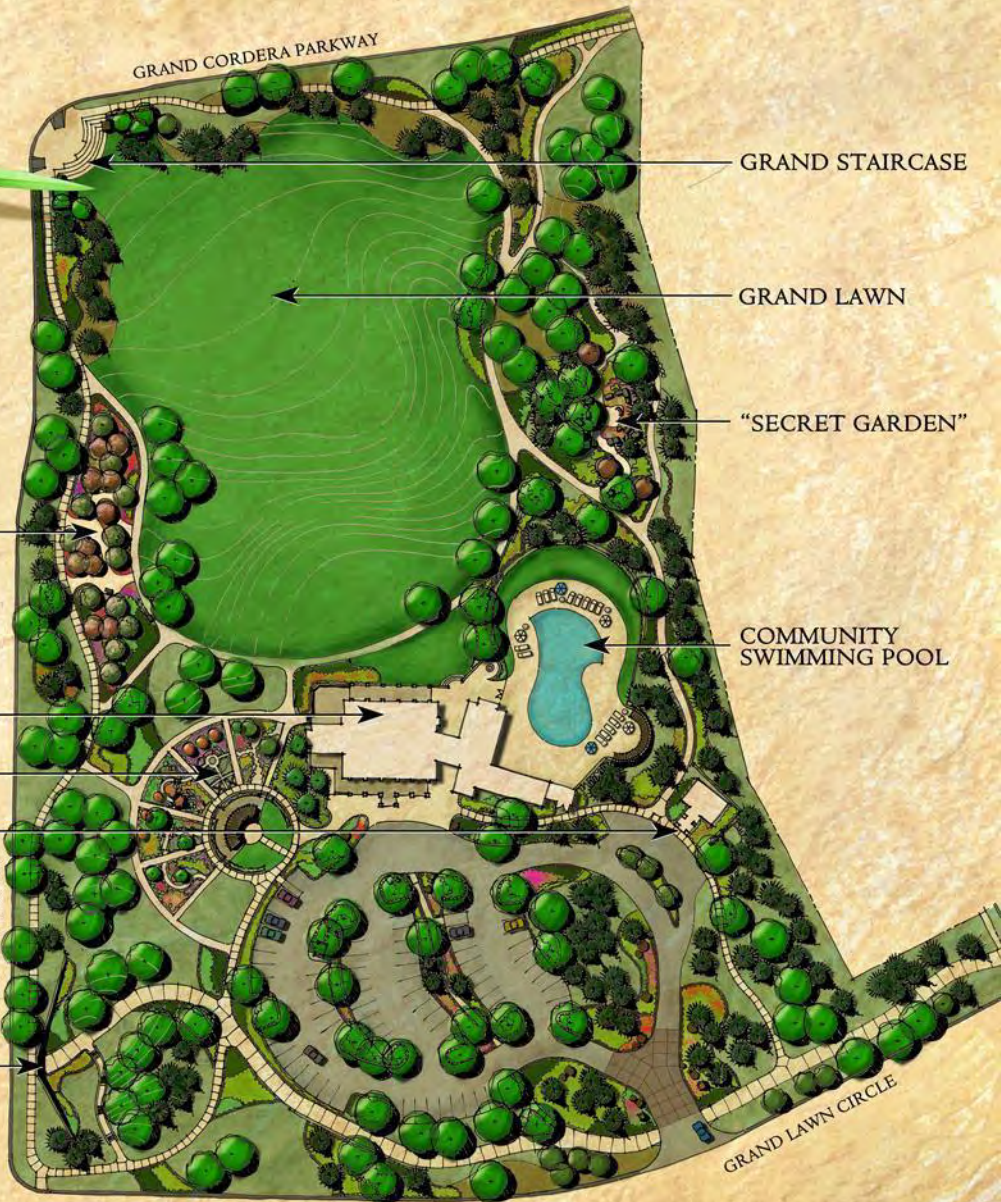 GRAND CORDERA PARKWAY
GRAND STAIRCASE
GRAND LAWN
“SECRET GARDEN”
COMMUNITY
SWIMMING POOL
GRAND LAWN CIRCLE